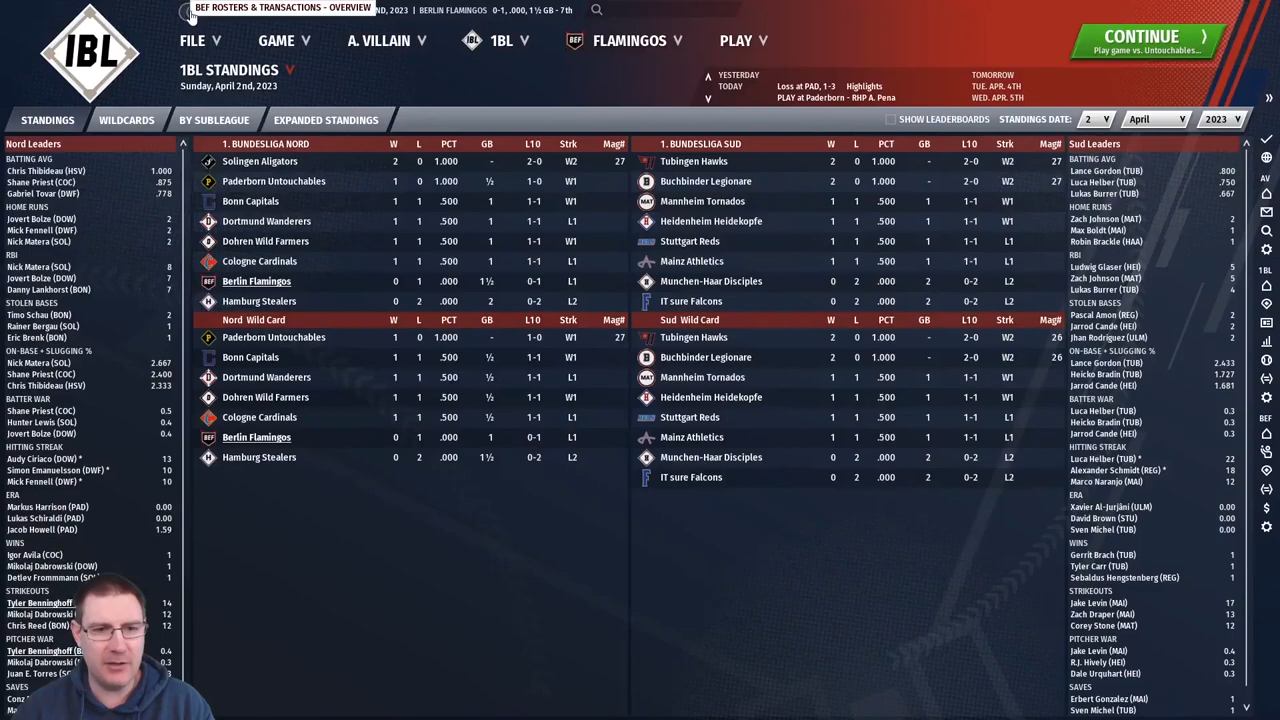 BEF ROSTERS & TRANSACTIONS - OVERVIEW
ND, 2023 | BERLIN FLAMINGOS 0-1, .000, 1½ GB - 7th
IBL
FILE
GAME
A. VILLAIN
1BL
BEF
FLAMINGOS
PLAY
CONTINUE
Play game vs. Untouchables...
1BL STANDINGS
Sunday, April 2nd, 2023
YESTERDAY Loss at PAD, 1-3 Highlights
TODAY PLAY at Paderborn - RHP A. Pena
TOMORROW
TUE. APR. 4TH
WED. APR. 5TH
STANDINGS
WILDCARDS
BY SUBLEAGUE
EXPANDED STANDINGS
SHOW LEADERBOARDS
STANDINGS DATE: 2 April 2023
Nord Leaders
BATTING AVG
Chris Thibideau (HSV) 1.000
Shane Priest (COC) .875
Gabriel Tovar (DWF) .778
HOME RUNS
Jovert Bolze (DOW) 2
Mick Fennell (DWF) 2
Nick Matera (SOL) 2
RBI
Nick Matera (SOL) 8
Jovert Bolze (DOW) 7
Danny Lankhorst (BON) 7
STOLEN BASES
Timo Schau (BON) 2
Rainer Bergau (SOL) 1
Eric Brenk (BON) 1
ON-BASE + SLUGGING %
Nick Matera (SOL) 2.667
Shane Priest (COC) 2.400
Chris Thibideau (HSV) 2.333
BATTER WAR
Shane Priest (COC) 0.5
Hunter Lewis (SOL) 0.4
Jovert Bolze (DOW) 0.4
HITTING STREAK
Audy Ciriaco (DOW) * 13
Simon Emanuelsson (DWF) * 10
Mick Fennell (DWF) * 10
ERA
Markus Harrison (PAD) 0.00
Lukas Schiraldi (PAD) 0.00
Jacob Howell (PAD) 1.59
WINS
Igor Avila (COC) 1
Mikolaj Dabrowski (DOW) 1
Detlev Frommmann (SOL) 1
STRIKEOUTS
Tyler Benninghoff 14
Mikolaj Dabrowski 12
Chris Reed (BON) 12
PITCHER WAR
Tyler Benninghoff 0.4
Mikolaj Dabrowski 0.3
Juan E. Torres 0.3
SAVES
1. BUNDESLIGA NORD W L PCT GB L10 Strk Mag#
Solingen Aligators 2 0 1.000 - 2-0 W2 27
Paderborn Untouchables 1 0 1.000 ½ 1-0 W1
Bonn Capitals 1 1 .500 1 1-1 W1
Dortmund Wanderers 1 1 .500 1 1-1 L1
Dohren Wild Farmers 1 1 .500 1 1-1 W1
Cologne Cardinals 1 1 .500 1 1-1 L1
Berlin Flamingos 0 1 .000 1½ 0-1 L1
Hamburg Stealers 0 2 .000 2 0-2 L2
Nord Wild Card W L PCT GB L10 Strk Mag#
Paderborn Untouchables 1 0 1.000 - 1-0 W1 27
Bonn Capitals 1 1 .500 ½ 1-1 W1
Dortmund Wanderers 1 1 .500 ½ 1-1 L1
Dohren Wild Farmers 1 1 .500 ½ 1-1 W1
Cologne Cardinals 1 1 .500 ½ 1-1 L1
Berlin Flamingos 0 1 .000 1 0-1 L1
Hamburg Stealers 0 2 .000 1½ 0-2 L2
1. BUNDESLIGA SUD W L PCT GB L10 Strk Mag#
Tubingen Hawks 2 0 1.000 - 2-0 W2 27
Buchbinder Legionare 2 0 1.000 - 2-0 W2 27
Mannheim Tornados 1 1 .500 1 1-1 W1
Heidenheim Heidekopfe 1 1 .500 1 1-1 W1
Stuttgart Reds 1 1 .500 1 1-1 L1
Mainz Athletics 1 1 .500 1 1-1 L1
Munchen-Haar Disciples 0 2 .000 2 0-2 L2
IT sure Falcons 0 2 .000 2 0-2 L2
Sud Wild Card W L PCT GB L10 Strk Mag#
Tubingen Hawks 2 0 1.000 - 2-0 W2 26
Buchbinder Legionare 2 0 1.000 - 2-0 W2 26
Mannheim Tornados 1 1 .500 1 1-1 W1
Heidenheim Heidekopfe 1 1 .500 1 1-1 W1
Stuttgart Reds 1 1 .500 1 1-1 L1
Mainz Athletics 1 1 .500 1 1-1 L1
Munchen-Haar Disciples 0 2 .000 2 0-2 L2
IT sure Falcons 0 2 .000 2 0-2 L2
Sud Leaders
BATTING AVG
Lance Gordon (TUB) .800
Luca Helber (TUB) .750
Lukas Burrer (TUB) .667
HOME RUNS
Zach Johnson (MAT) 2
Max Boldt (MAI) 1
Robin Brackle (HAA) 1
RBI
Ludwig Glaser (HEI) 5
Zach Johnson (MAT) 5
Lukas Burrer (TUB) 4
STOLEN BASES
Pascal Amon (REG) 2
Jarrod Cande (HEI) 2
Jhan Rodríguez (ULM) 2
ON-BASE + SLUGGING %
Lance Gordon (TUB) 2.433
Heicko Bradin (TUB) 1.727
Jarrod Cande (HEI) 1.681
BATTER WAR
Luca Helber (TUB) 0.3
Heicko Bradin (TUB) 0.3
Jarrod Cande (HEI) 0.3
HITTING STREAK
Luca Helber (TUB) * 22
Alexander Schmidt (REG) * 18
Marco Naranjo (MAI) 12
ERA
Xavier Al-Jurjâni (ULM) 0.00
David Brown (STU) 0.00
Sven Michel (TUB) 0.00
WINS
Gerrit Brach (TUB) 1
Tyler Carr (TUB) 1
Sebaldus Hengstenberg (REG) 1
STRIKEOUTS
Jake Levin (MAI) 17
Zach Draper (MAI) 13
Corey Stone (MAT) 12
PITCHER WAR
Jake Levin (MAI) 0.4
R.J. Hively (HEI) 0.3
Dale Urquhart (HEI) 0.3
SAVES
Erbert Gonzalez (MAI) 1
Sven Michel (TUB) 1
AV
1BL
BEF